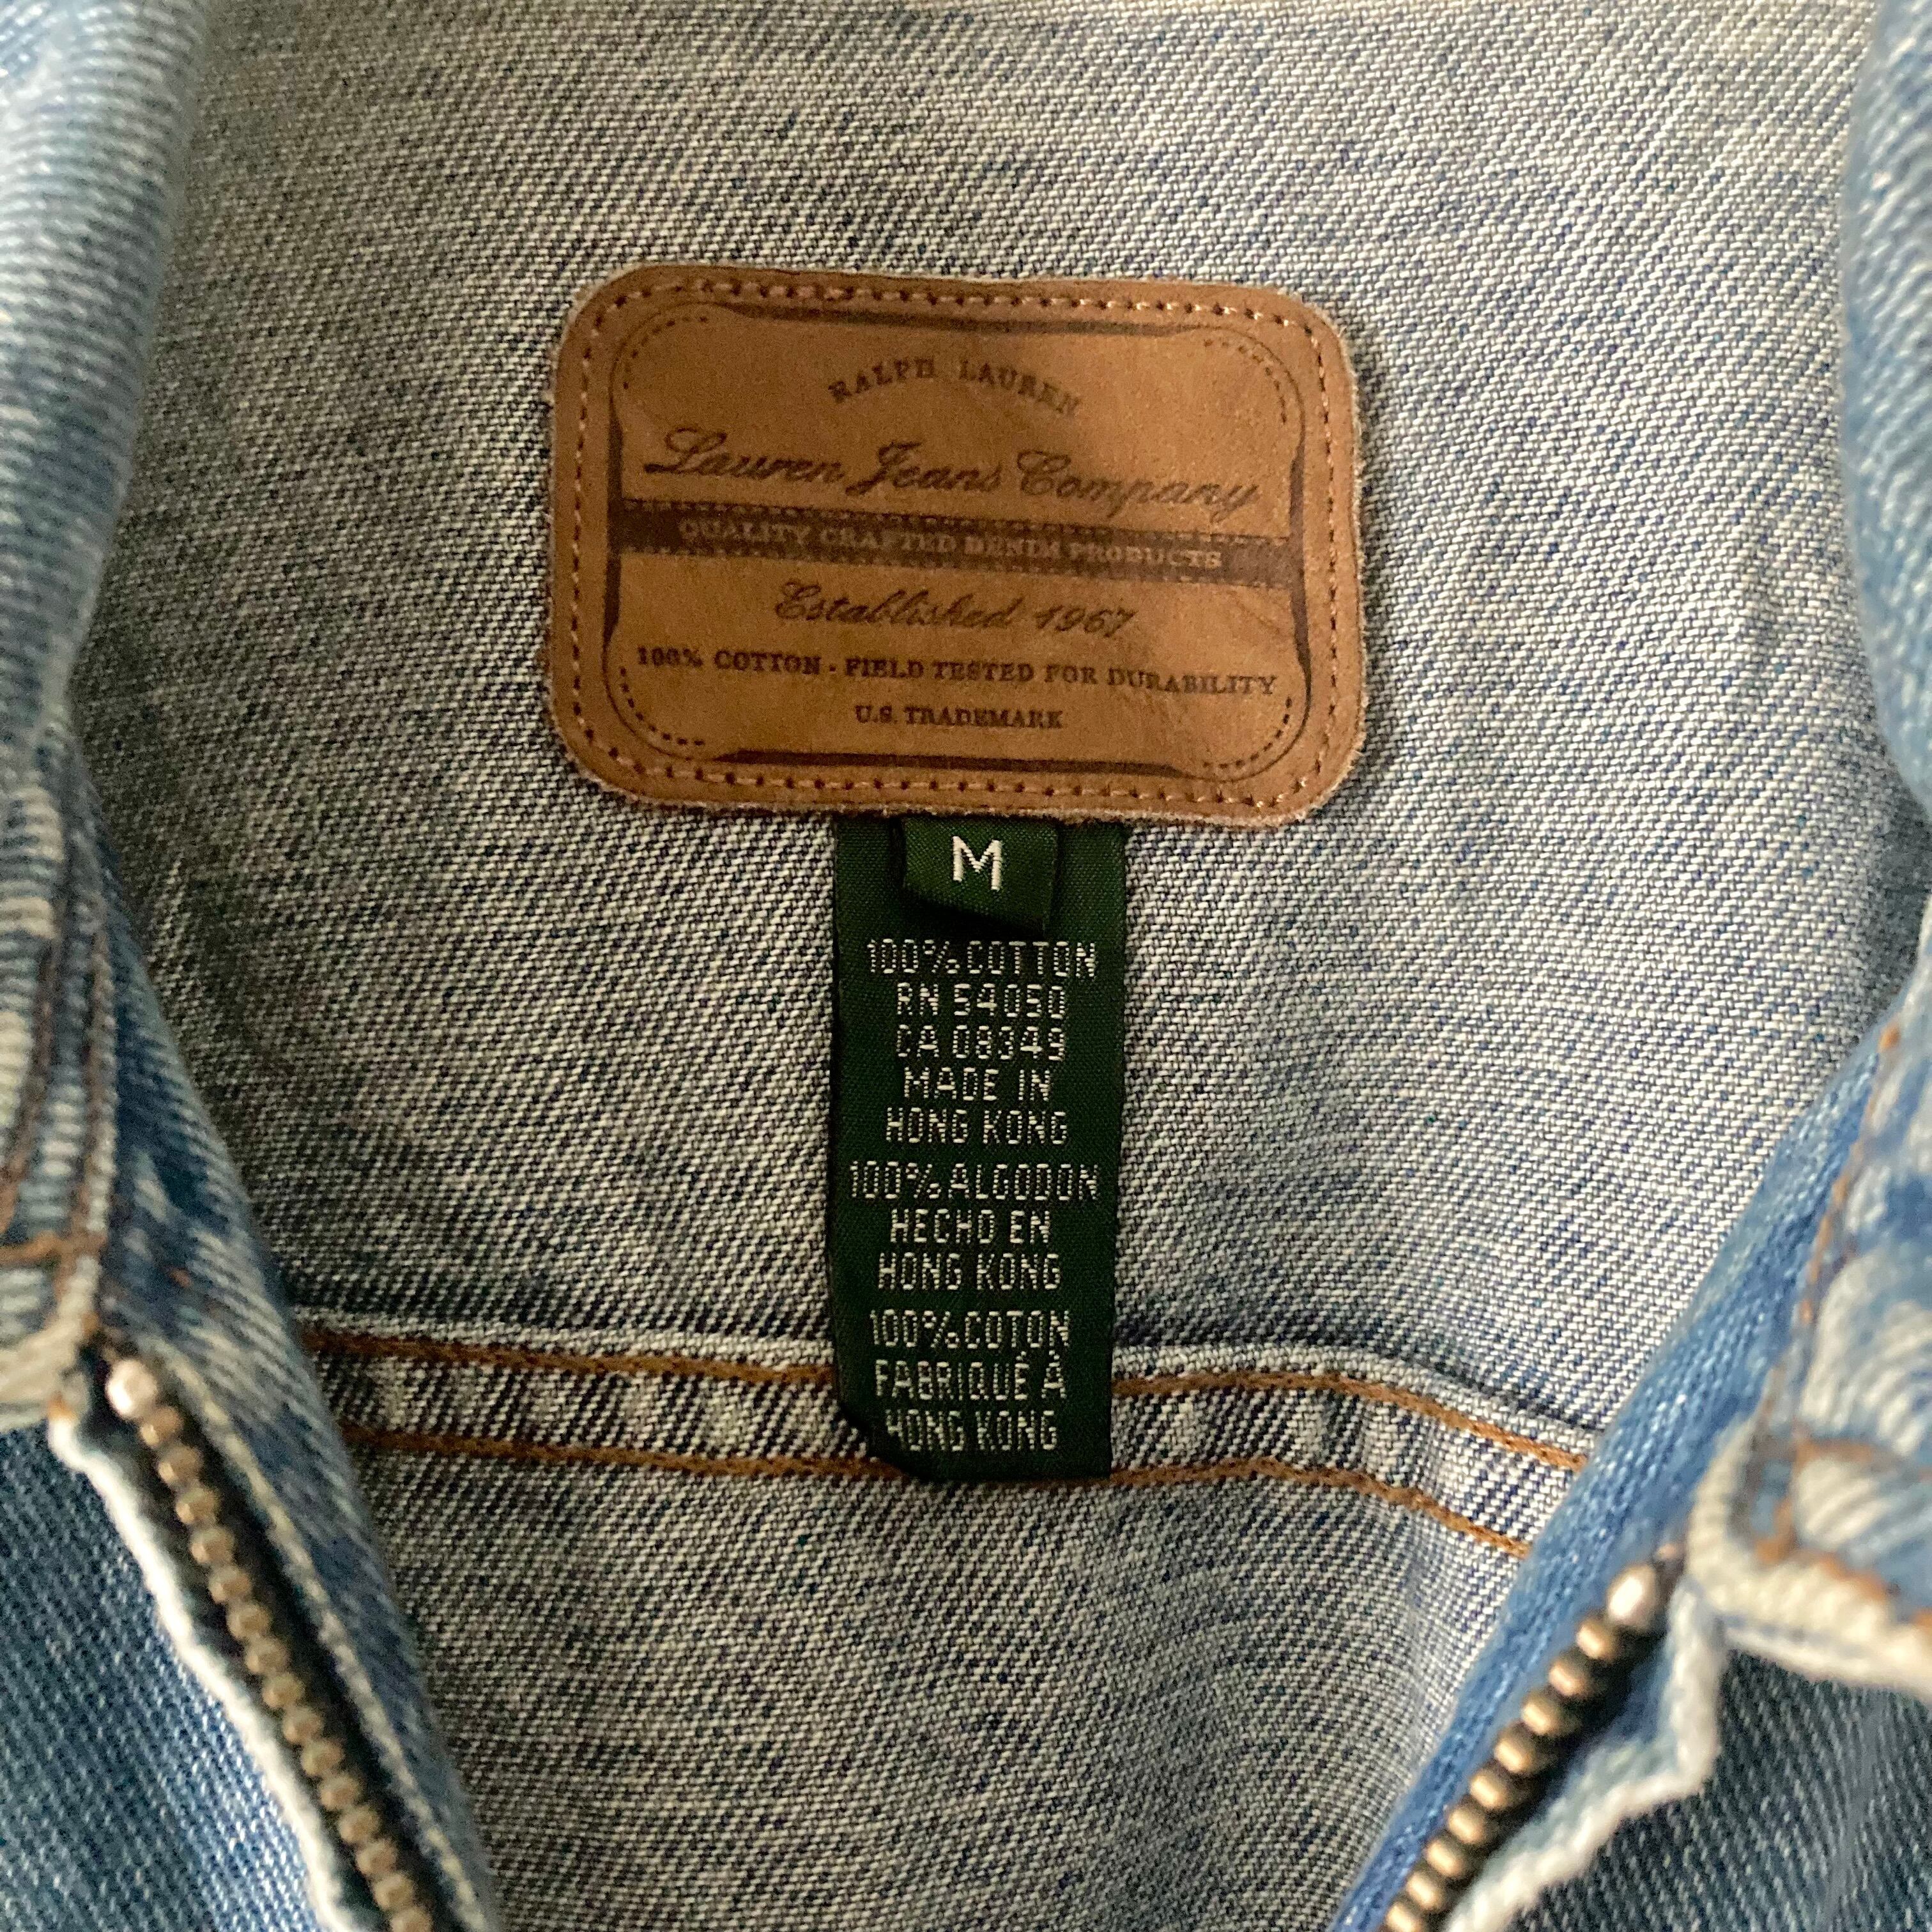 RALPH LAUREN
Lauren Jeans Company
QUALITY CRAFTED DENIM PRODUCTS
Established 1967
100% COTTON - FIELD TESTED FOR DURABILITY
U.S. TRADEMARK
M
100% COTTON
RN 54050
CA 08349
MADE IN
HONG KONG
100% ALGODON
HECHO EN
HONG KONG
100% COTON
FABRIQUÉ À
HONG KONG